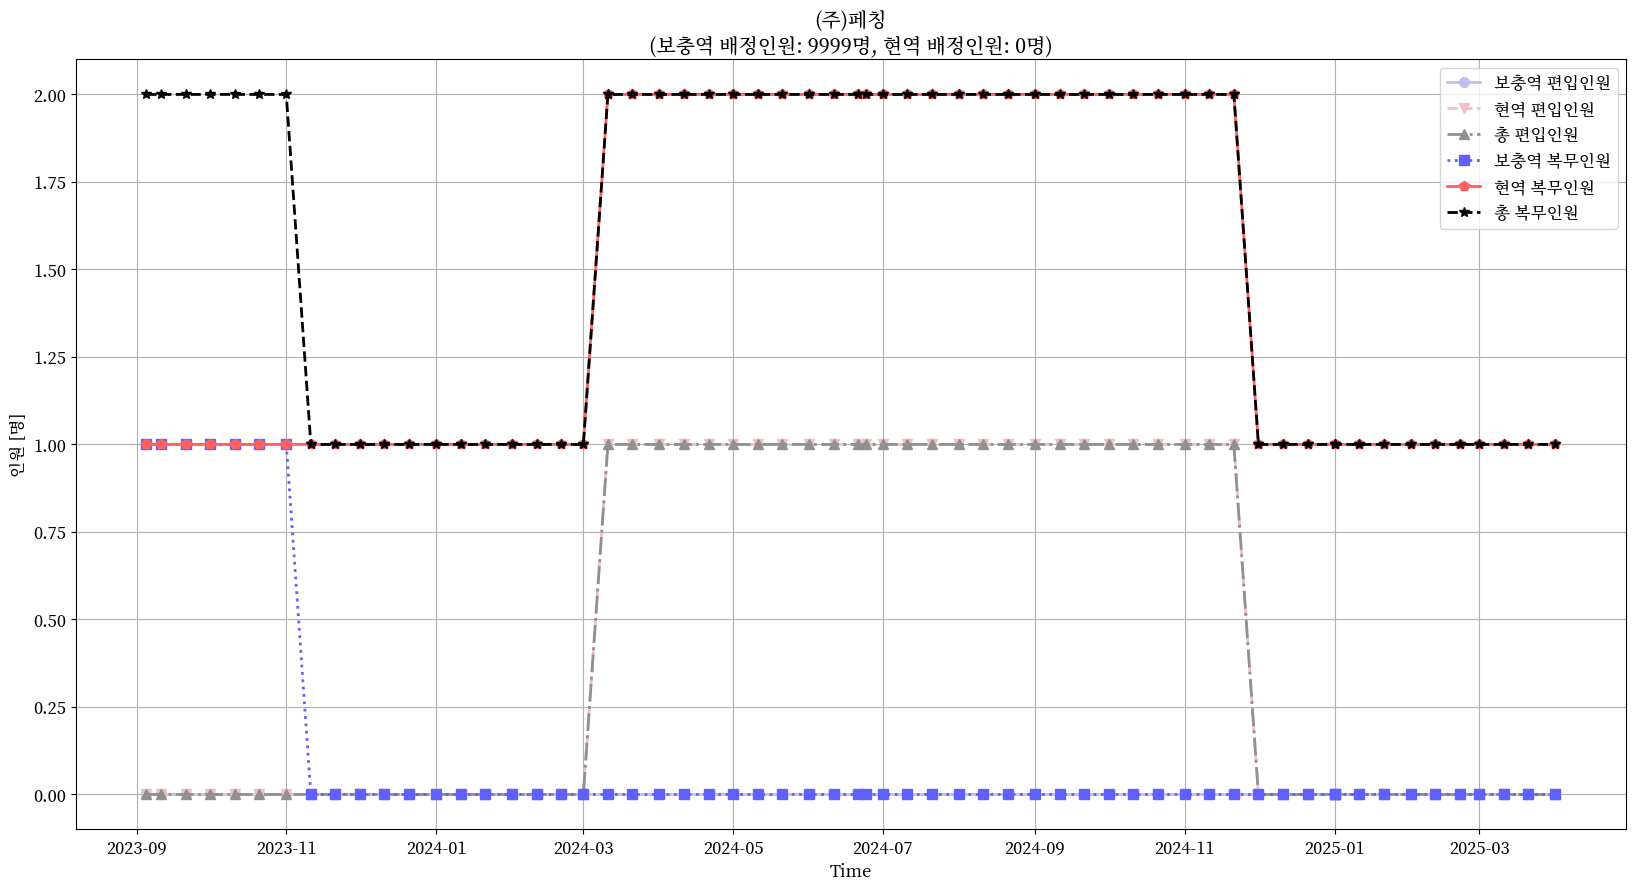 (주)페칭
(보충역 배정인원: 9999명, 현역 배정인원: 0명)
보충역 편입인원
현역 편입인원
총 편입인원
보충역 복무인원
현역 복무인원
총 복무인원
인원 [명]
2.00
1.75
1.50
1.25
1.00
0.75
0.50
0.25
0.00
2023-09
2023-11
2024-01
2024-03
2024-05
2024-07
2024-09
2024-11
2025-01
2025-03
Time